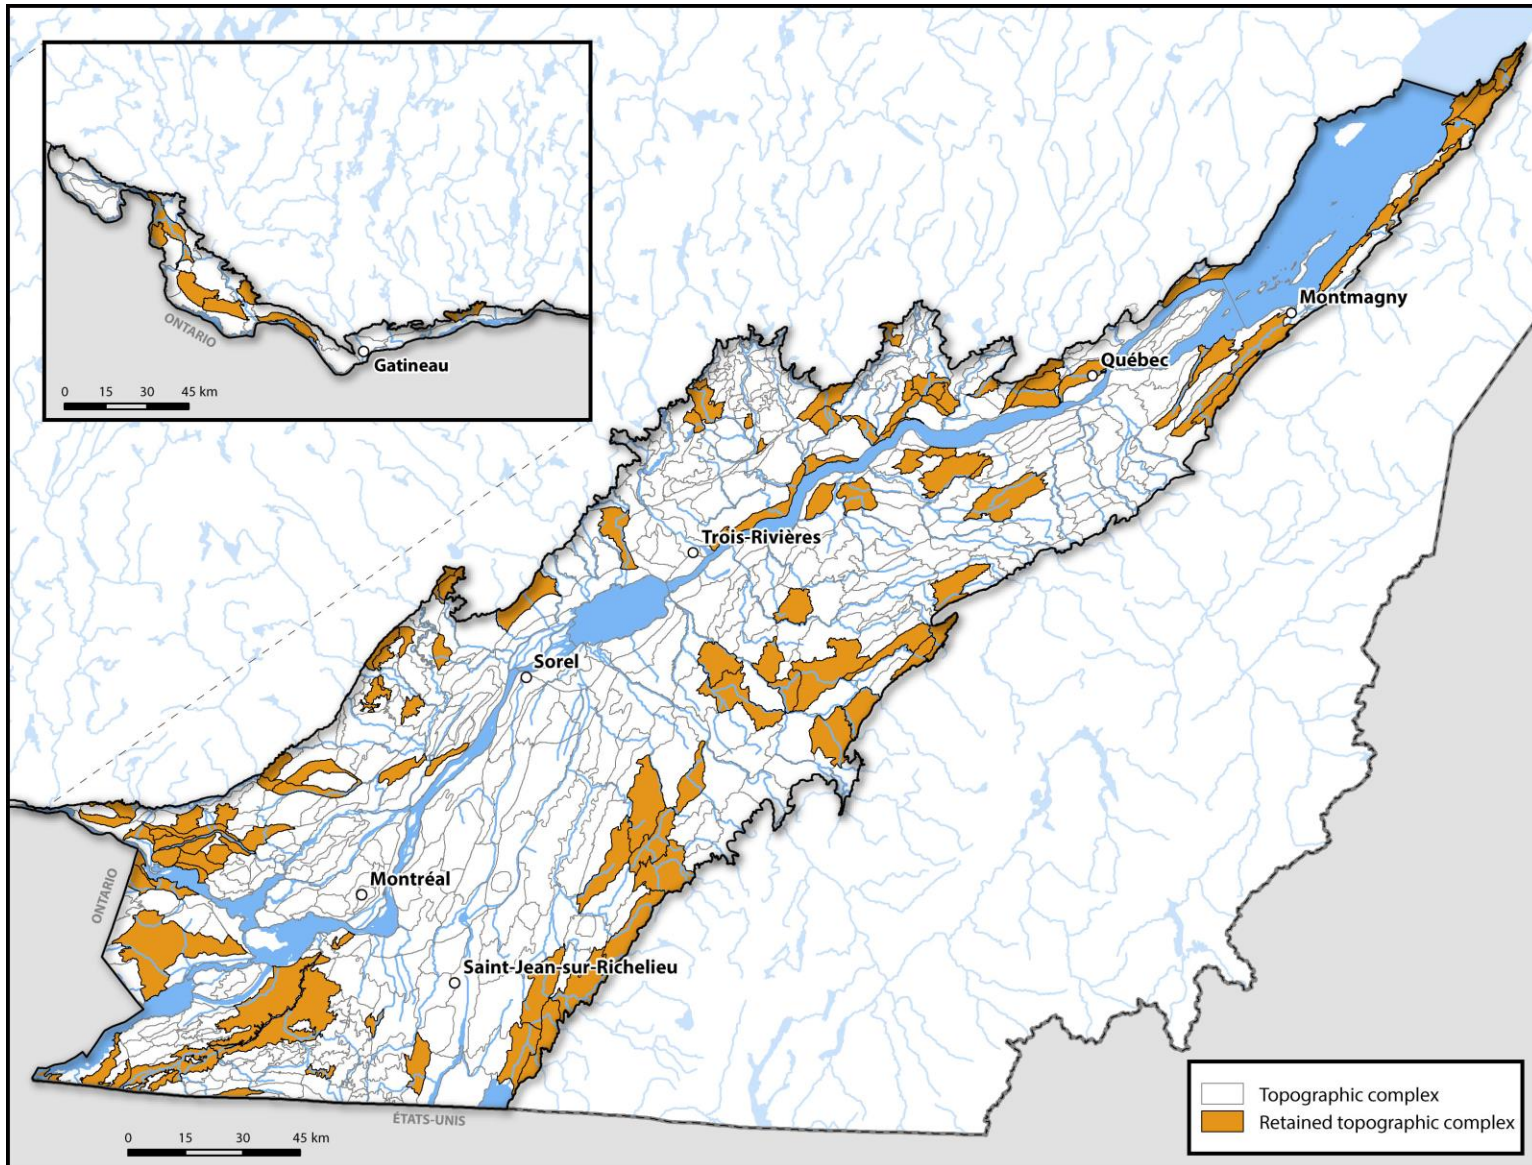 ONTARIO
Gatineau
0 15 30 45 km
Montmagny
Québec
Trois-Rivières
Sorel
ONTARIO
Montréal
Saint-Jean-sur-Richelieu
ÉTATS-UNIS
0 15 30 45 km
Topographic complex
Retained topographic complex